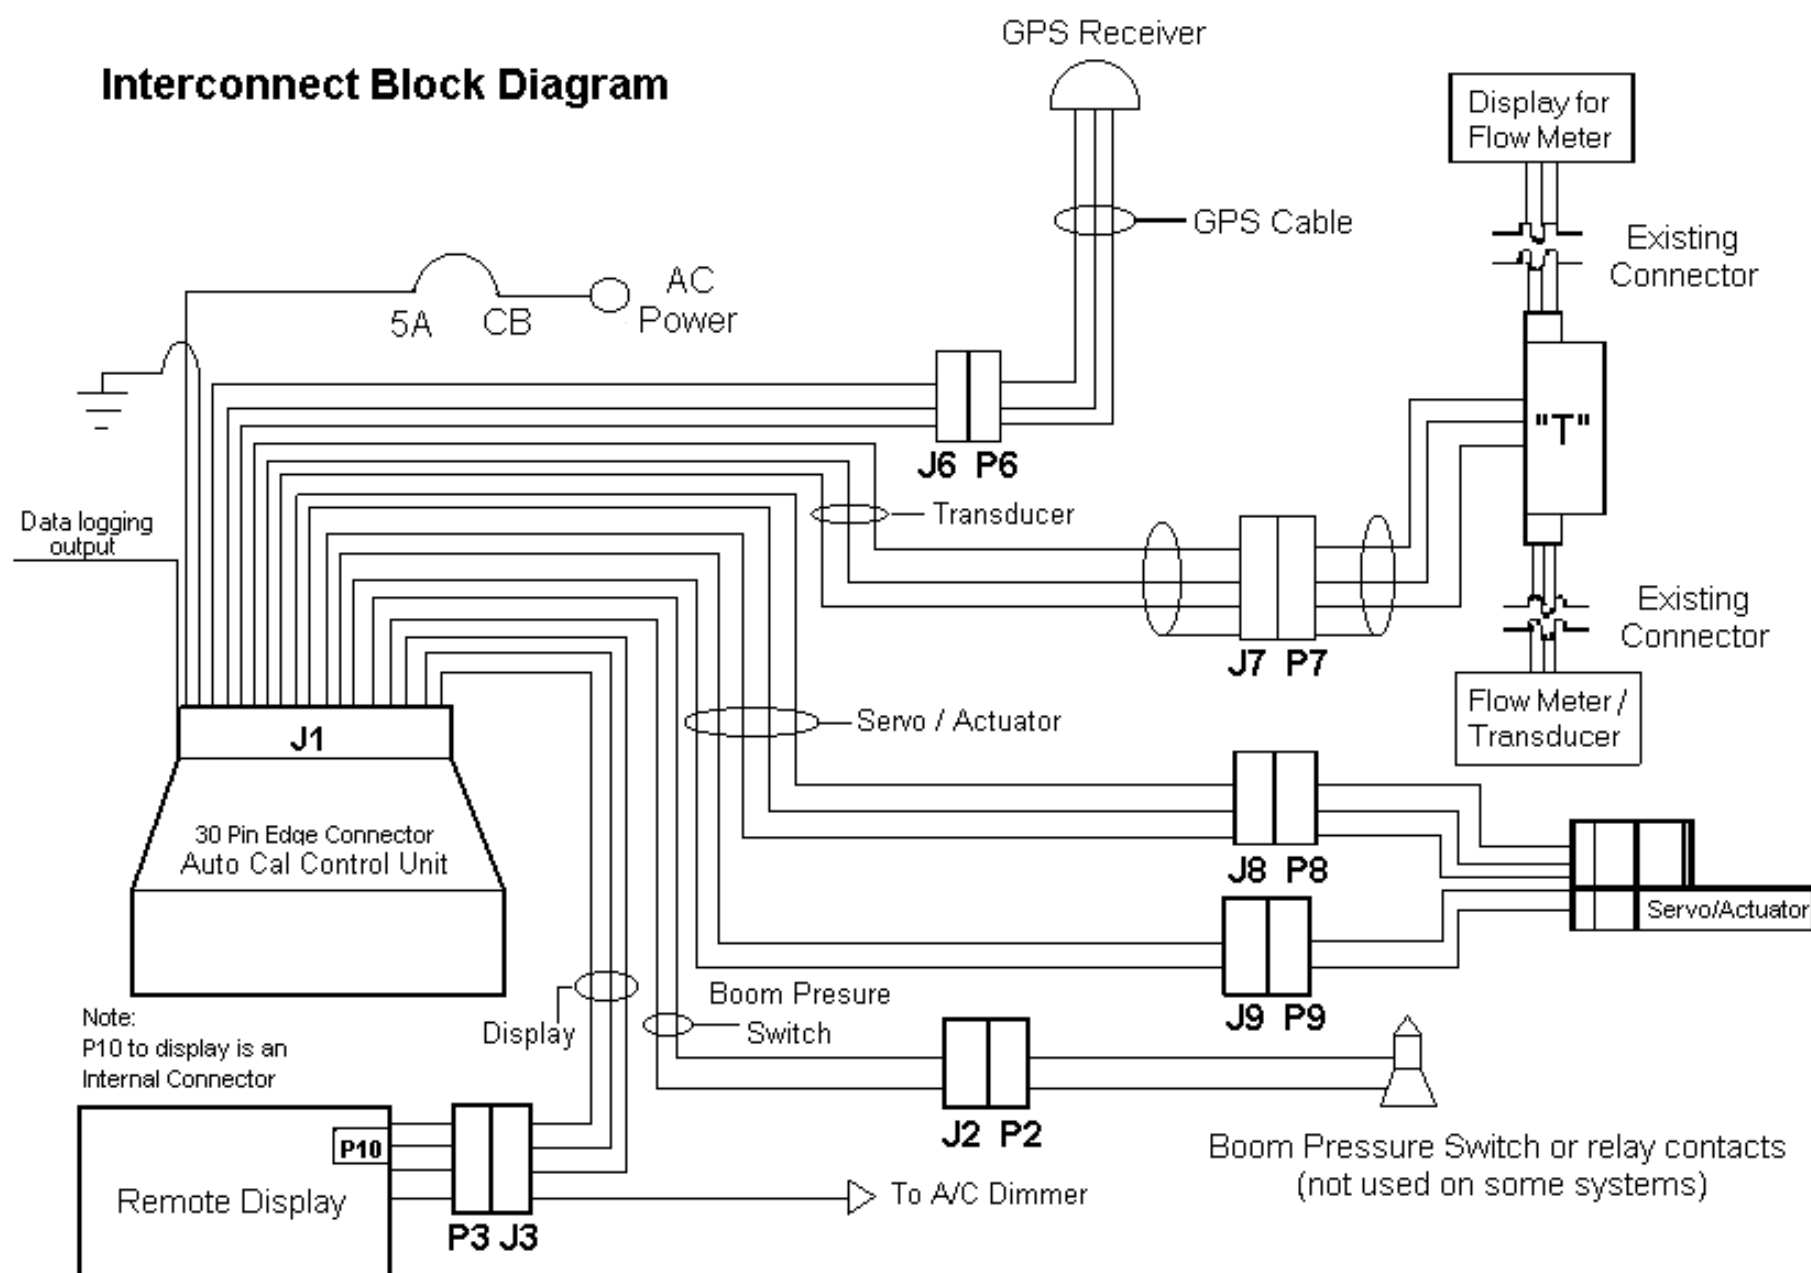 GPS Receiver
Interconnect Block Diagram
Display for
Flow Meter
GPS Cable
Existing
Connector
AC
Power
5A CB
"T"
J6 P6
Transducer
Data logging
output
Existing
Connector
J7 P7
Flow Meter /
Transducer
Servo / Actuator
J1
30 Pin Edge Connector
Auto Cal Control Unit
J8 P8
Servo/Actuator
J9 P9
Boom Presure
Switch
Display
Note:
P10 to display is an
Internal Connector
J2 P2
P10
Remote Display
Boom Pressure Switch or relay contacts
(not used on some systems)
To A/C Dimmer
P3 J3